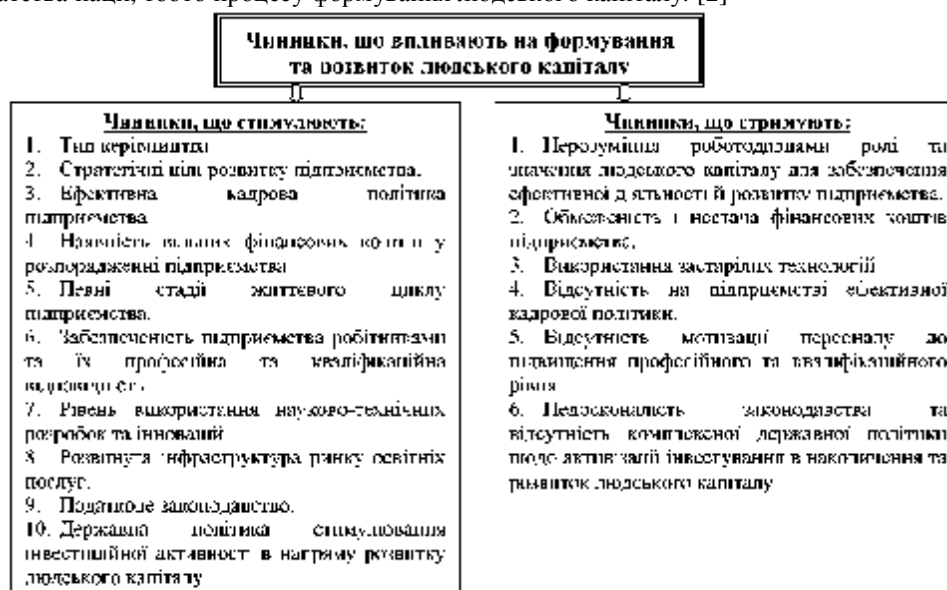 нації, тобто процесу формування людського капіталу. [2]
Чинники, що впливають на формування
та розвиток людського капіталу
Чинники, що стимулюють:
1. Тип керівництва
2. Стратегічні цілі розвитку підприємства.
3. Ефективна кадрова політика
підприємства
4. Наявність вільних фінансових коштів у
розпорядженні підприємства
5. Певні стадії життєвого циклу
підприємства.
6. Забезпеченість підприємства робітниками
та їх професійна та кваліфікаційна
відповідність
7. Рівень використання науково-технічних
розробок та інновацій
8. Розвинута інфраструктура ринку освітніх
послуг.
9. Податкове законодавство.
10. Державна політика стимулювання
інвестиційної активності в напряму розвитку
людського капіталу
Чинники, що стримують:
1. Нерозуміння роботодавцями ролі та
значення людського капіталу для забезпечення
ефективної діяльності й розвитку підприємства.
2. Обмеженість і нестача фінансових коштів
підприємства.
3. Використання застарілих технологій
4. Відсутність на підприємстві ефективної
кадрової політики.
5. Відсутність мотивації персоналу до
підвищення професійного та кваліфікаційного
рівня
6. Недосконалість законодавства та
відсутність комплексної державної політики
щодо активізації інвестування в накопичення та
розвиток людського капіталу